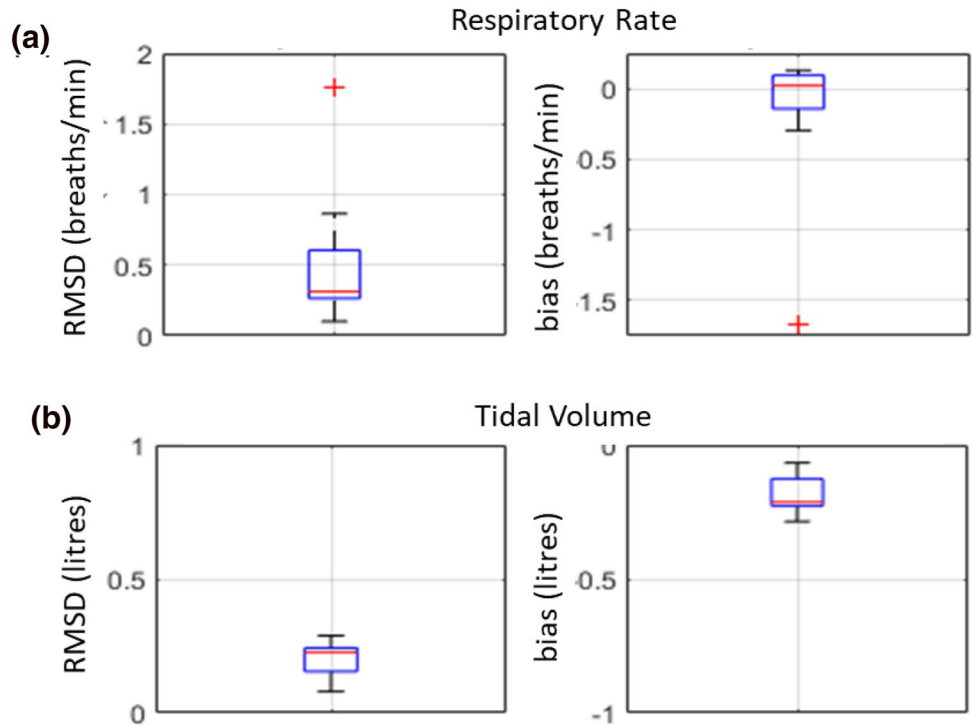 (a)
Respiratory Rate
RMSD (breaths/min)
2
1.5
1
0.5
0
bias (breaths/min)
0
0.5
-1
1.5
(b)
Tidal Volume
RMSD (litres)
1
0.5
0
bias (litres)
0
-0.5
-1